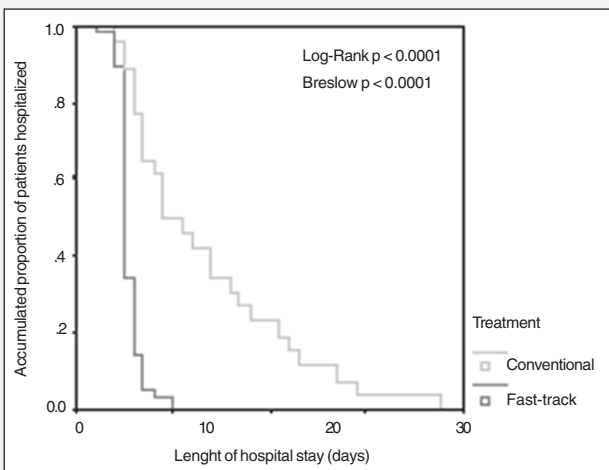 Accumulated proportion of patients hospitalized
1.0
.8
.6
.4
.2
0.0
Log-Rank p < 0.0001
Breslow p < 0.0001
0 10 20 30
Lenght of hospital stay (days)
Treatment
Conventional
Fast-track